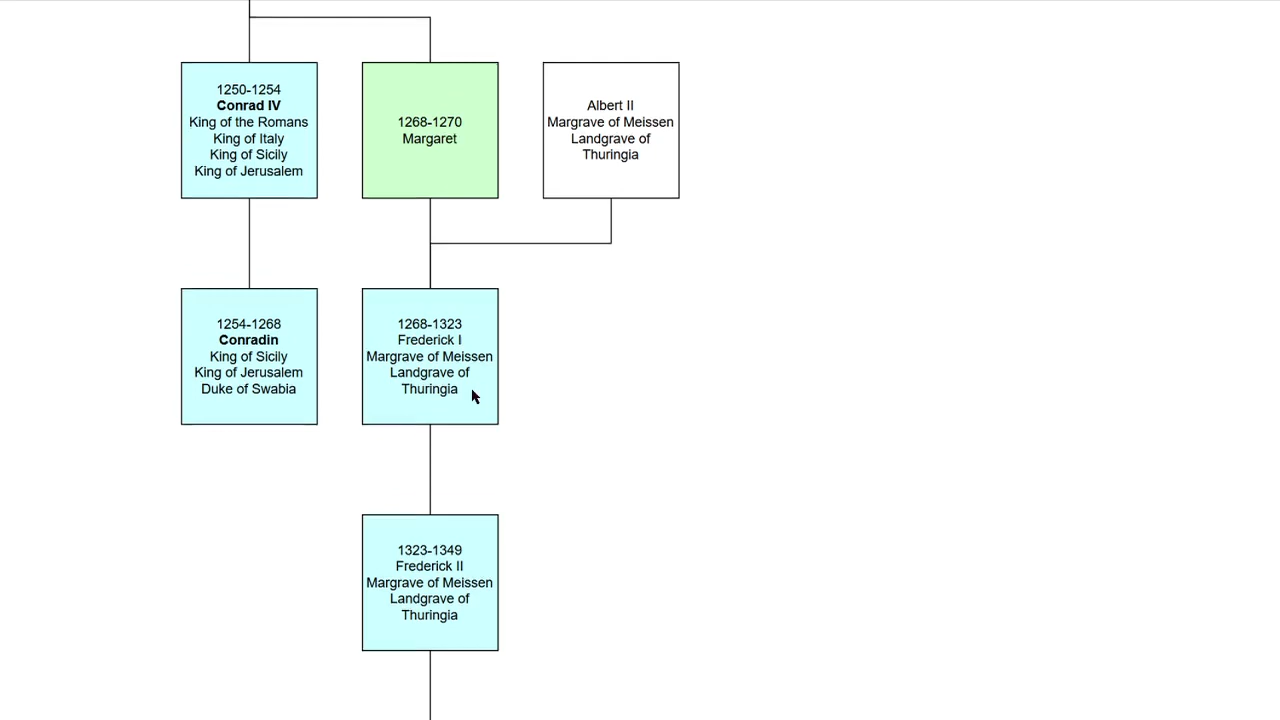 1250-1254
Conrad IV
King of the Romans
King of Italy
King of Sicily
King of Jerusalem
1268-1270
Margaret
Albert II
Margrave of Meissen
Landgrave of
Thuringia
1254-1268
Conradin
King of Sicily
King of Jerusalem
Duke of Swabia
1268-1323
Frederick I
Margrave of Meissen
Landgrave of
Thuringia
1323-1349
Frederick II
Margrave of Meissen
Landgrave of
Thuringia